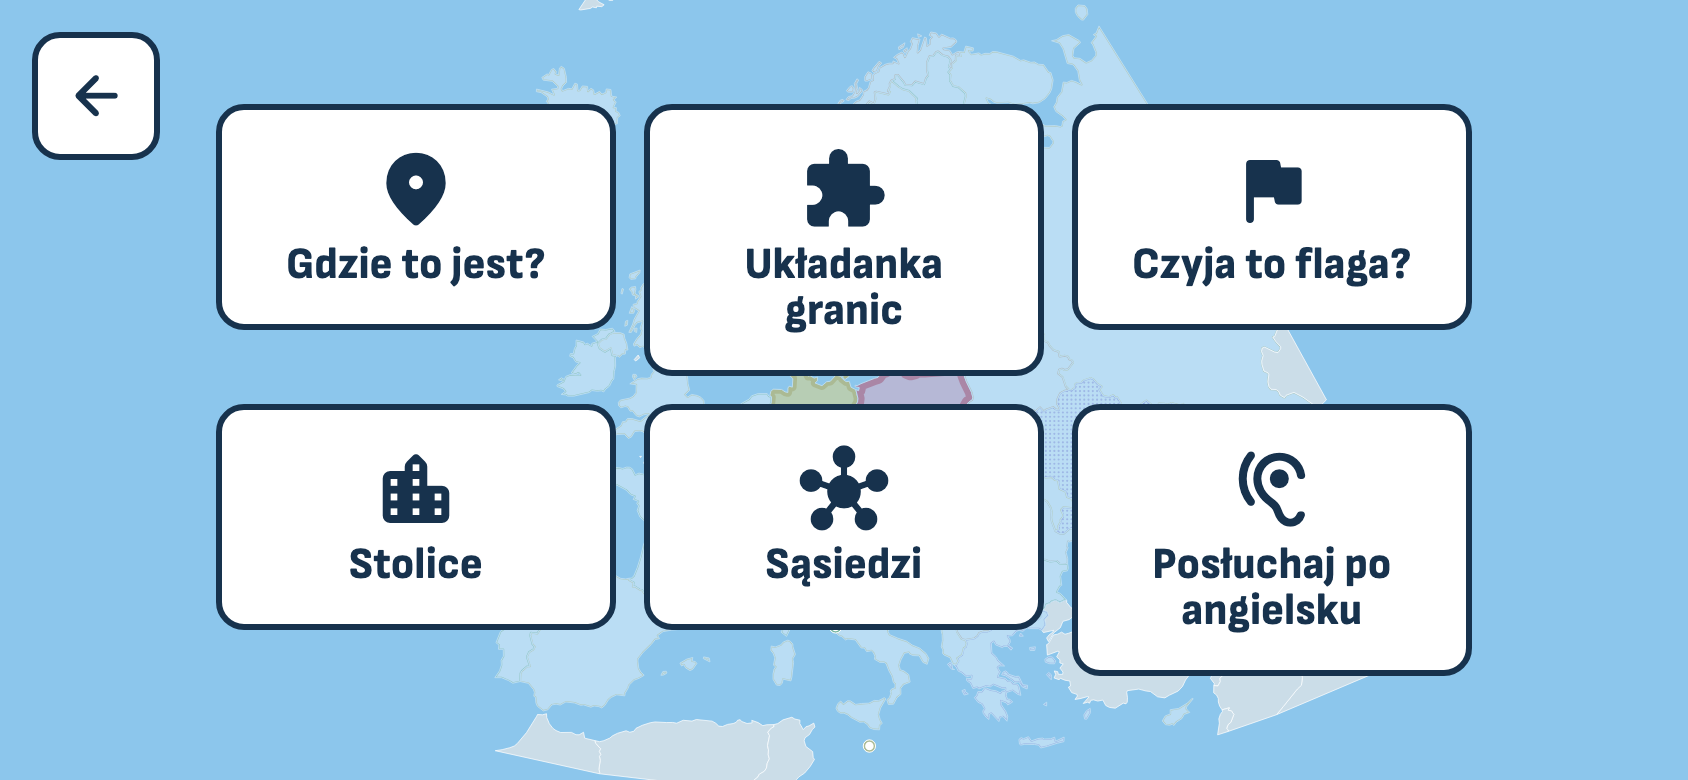 Gdzie to jest?
Układanka
granic
Czyja to flaga?
Stolice
Sąsiedzi
Posłuchaj po
angielsku